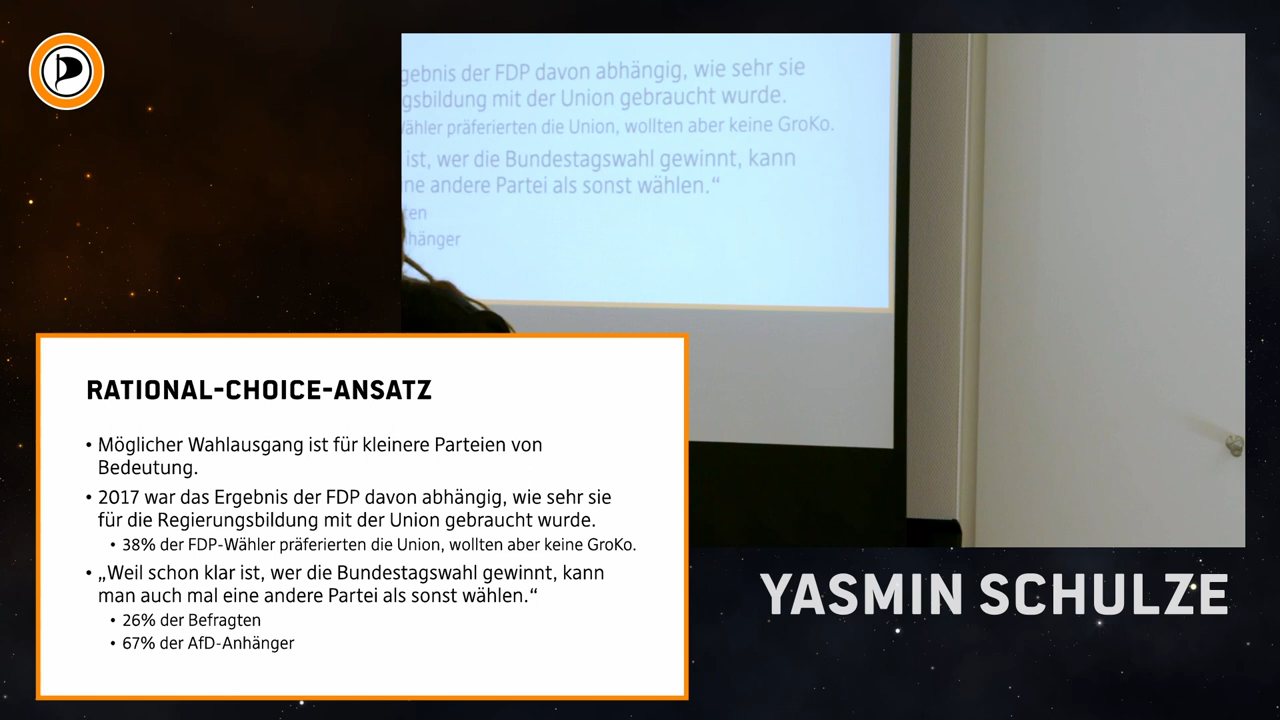 gebnis der FDP davon abhängig, wie sehr sie
gsbildung mit der Union gebraucht wurde.
Wähler präferierten die Union, wollten aber keine GroKo.
ist, wer die Bundestagswahl gewinnt, kann
ne andere Partei als sonst wählen.“
ten
hänger
RATIONAL-CHOICE-ANSATZ
• Möglicher Wahlausgang ist für kleinere Parteien von
Bedeutung.
• 2017 war das Ergebnis der FDP davon abhängig, wie sehr sie
für die Regierungsbildung mit der Union gebraucht wurde.
• 38% der FDP-Wähler präferierten die Union, wollten aber keine GroKo.
• „Weil schon klar ist, wer die Bundestagswahl gewinnt, kann
man auch mal eine andere Partei als sonst wählen.“
• 26% der Befragten
• 67% der AfD-Anhänger
YASMIN SCHULZE